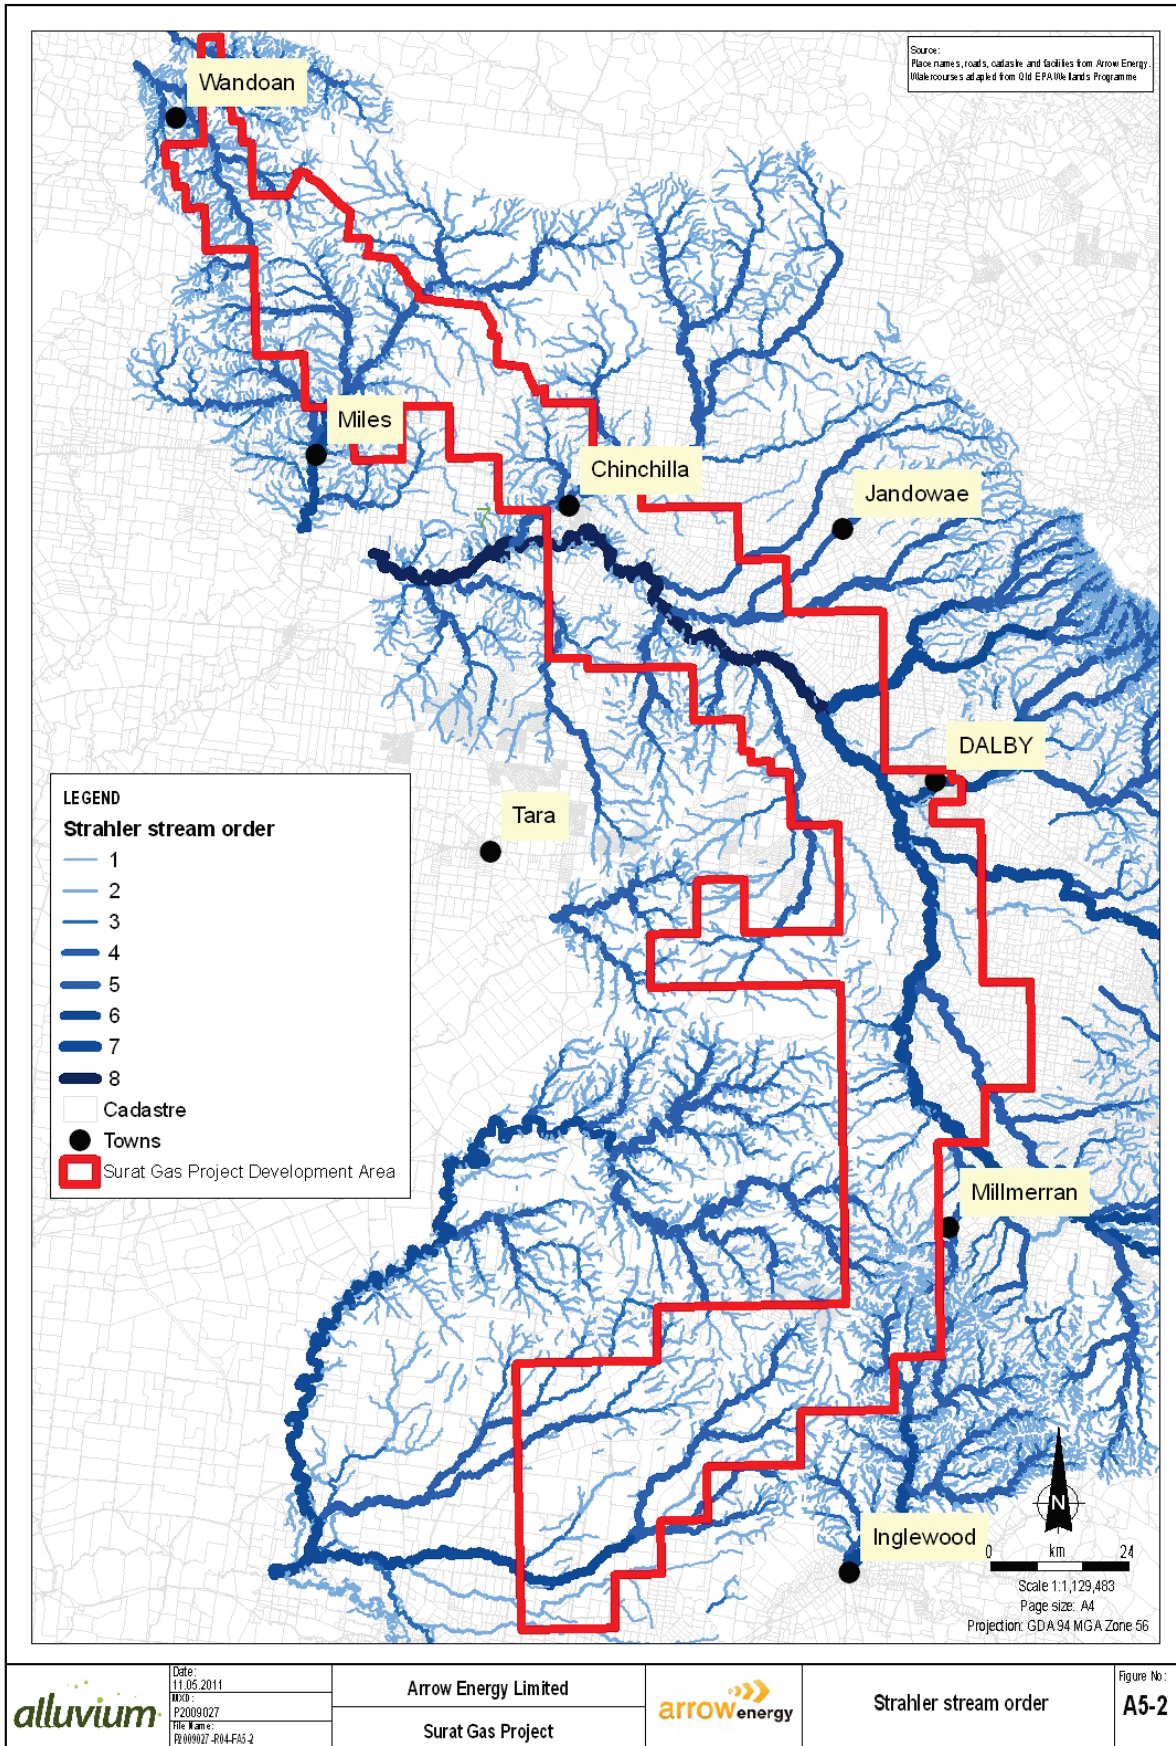 Source:
Place names, roads, cadastre and facilities from Arrow Energy.
Watercourses adapted from Qld EPA Wetlands Programme
Wandoan
Miles
Chinchilla
Jandowae
7
DALBY
Tara
LEGEND
Strahler stream order
1
2
3
4
5
6
7
8
Cadastre
Towns
Surat Gas Project Development Area
Millmerran
N
Inglewood
0 km 24
Scale 1:1,129,483
Page size: A4
Projection: GDA 94 MGA Zone 56
alluvium
Date:
11.05.2011
MXD:
P2009027
File Name:
P2009027-R04-FA5-2
Arrow Energy Limited
Surat Gas Project
arrow energy
Strahler stream order
Figure No:
A5-2